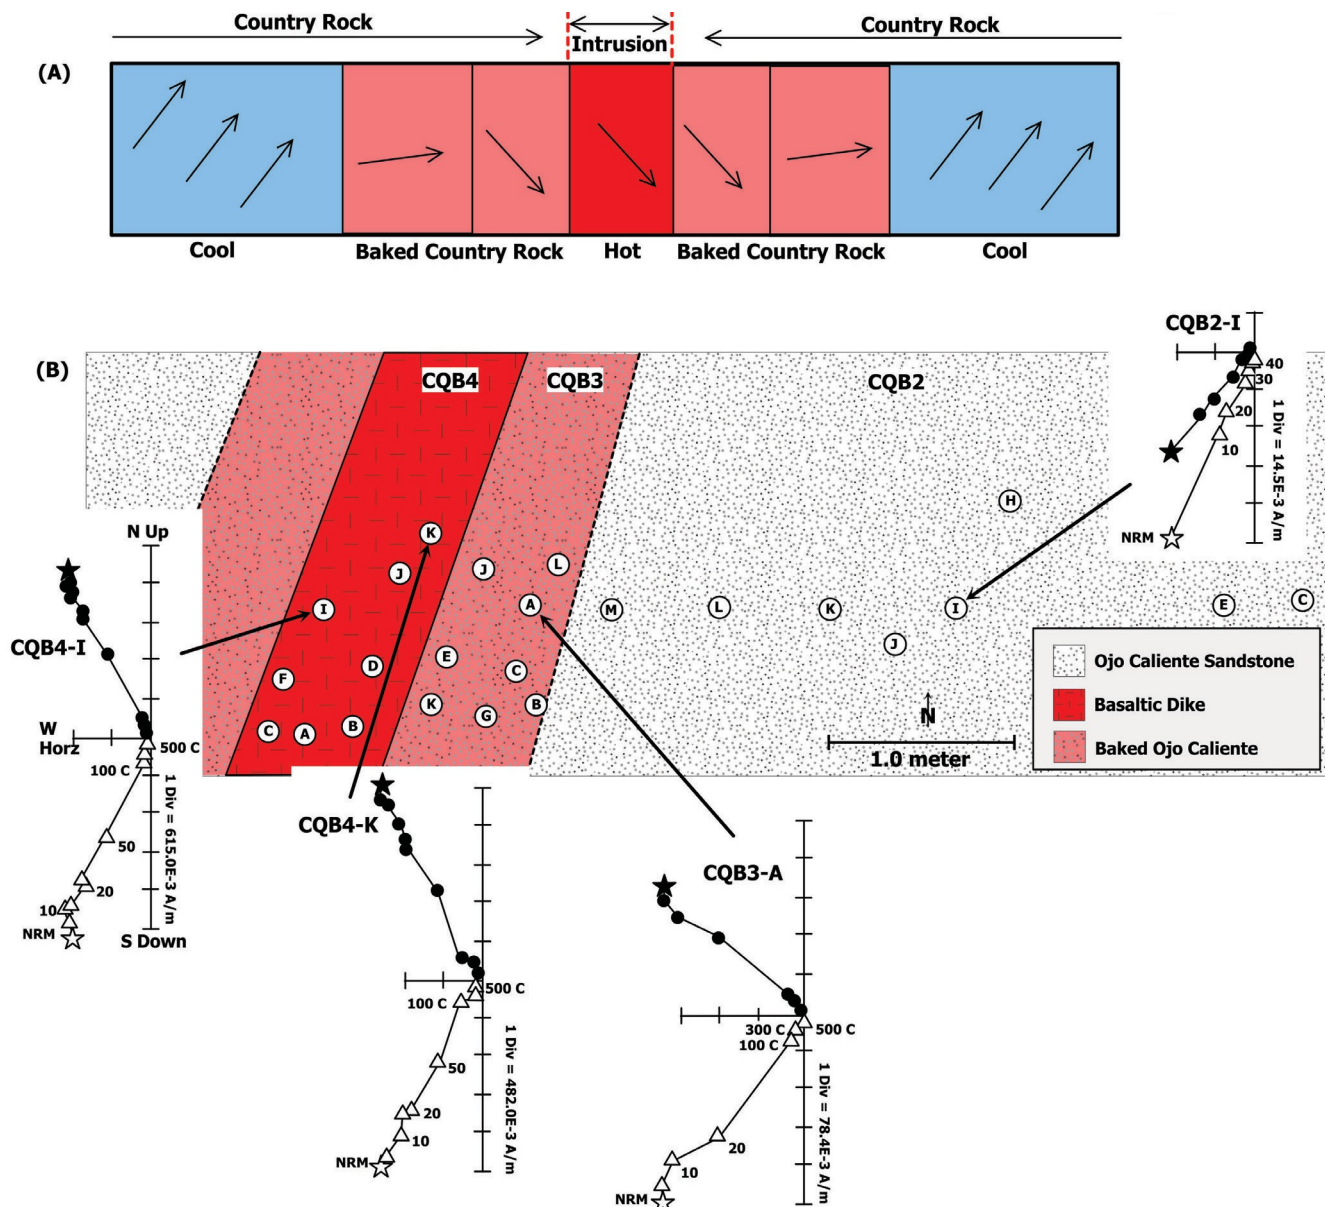 Country Rock
Intrusion
Country Rock
(A)
Cool
Baked Country Rock
Hot
Baked Country Rock
Cool
(B)
CQB4
CQB3
CQB2
CQB2-I
40
30
20
10
NRM
1 Div = 14.5E-3 A/m
H
K
J
J
L
I
A
M
L
K
I
E
C
J
F
D
E
C
C
A
B
K
G
B
N
1.0 meter
Ojo Caliente Sandstone
Basaltic Dike
Baked Ojo Caliente
N Up
CQB4-I
W
Horz
500 C
100 C
50
20
10
NRM
S Down
1 Div = 615.0E-3 A/m
CQB4-K
500 C
100 C
50
20
10
NRM
1 Div = 482.0E-3 A/m
CQB3-A
300 C
500 C
100 C
20
10
NRM
1 Div = 78.4E-3 A/m